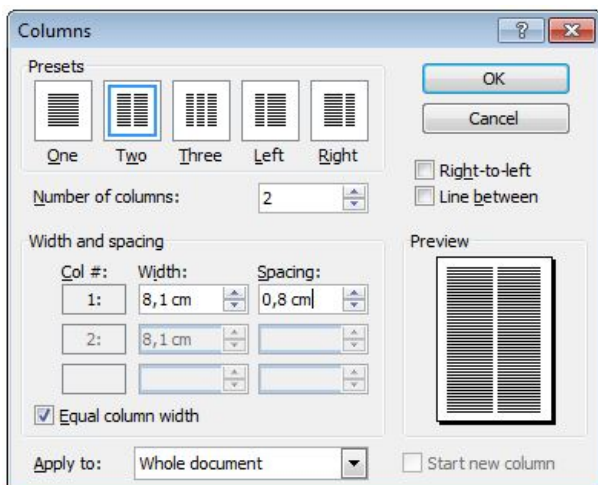 Columns
Presets
OK
Cancel
One Two Three Left Right
Right-to-left
Line between
Number of columns: 2
Width and spacing
Preview
Col #: Width: Spacing:
1: 8,1 cm 0,8 cm
2: 8,1 cm
Equal column width
Apply to: Whole document
Start new column